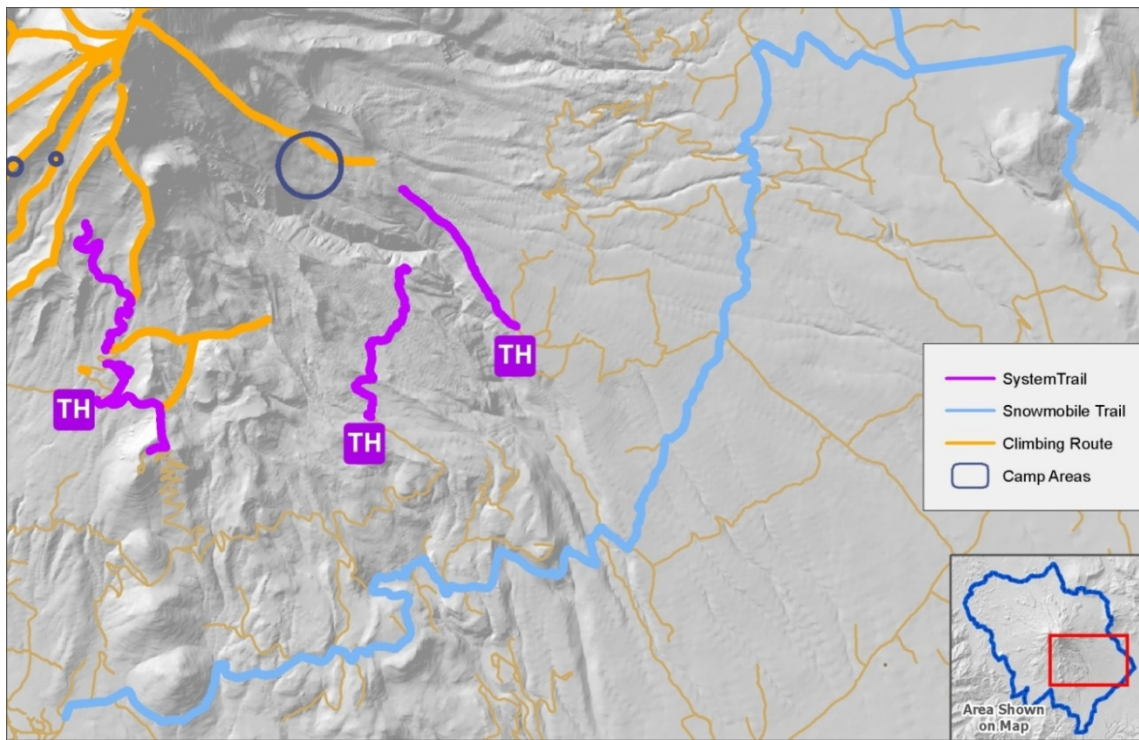 TH
TH
TH
SystemTrail
Snowmobile Trail
Climbing Route
Camp Areas
Area Shown
on Map